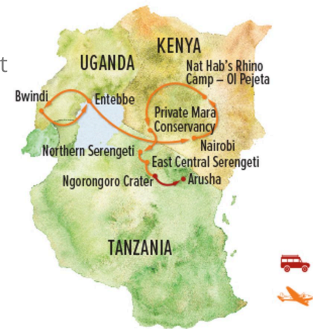 t
KENYA
UGANDA
Nat Hab's Rhino
Camp – Ol Pejeta
Bwindi
Entebbe
Private Mara
Conservancy
Nairobi
Northern Serengeti
East Central Serengeti
Ngorongoro Crater
Arusha
TANZANIA